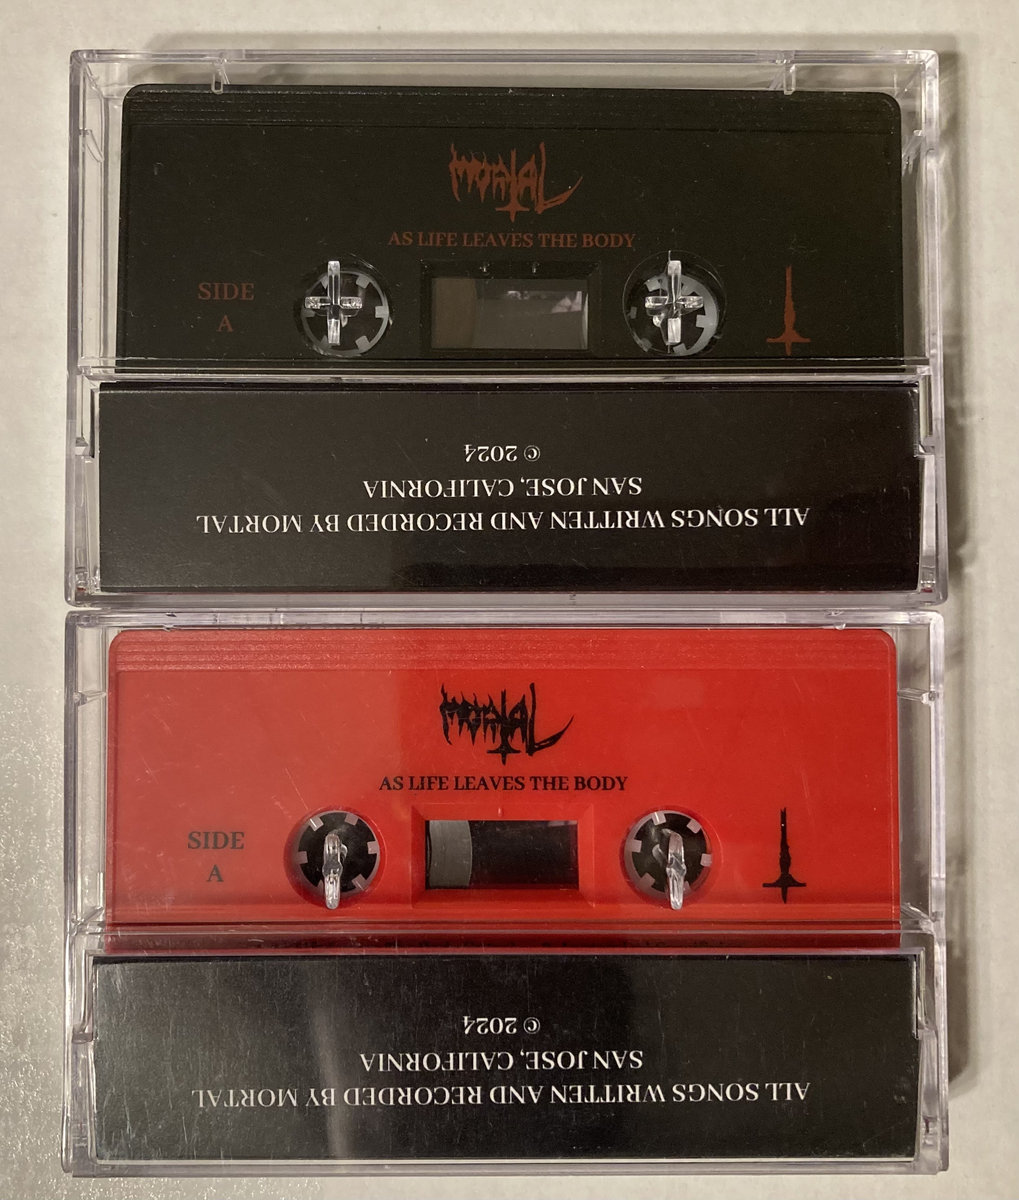 MORTAL
AS LIFE LEAVES THE BODY
SIDE
A
ALL SONGS WRITTEN AND RECORDED BY MORTAL
SAN JOSE, CALIFORNIA
© 2024
MORTAL
AS LIFE LEAVES THE BODY
SIDE
A
ALL SONGS WRITTEN AND RECORDED BY MORTAL
SAN JOSE, CALIFORNIA
© 2024